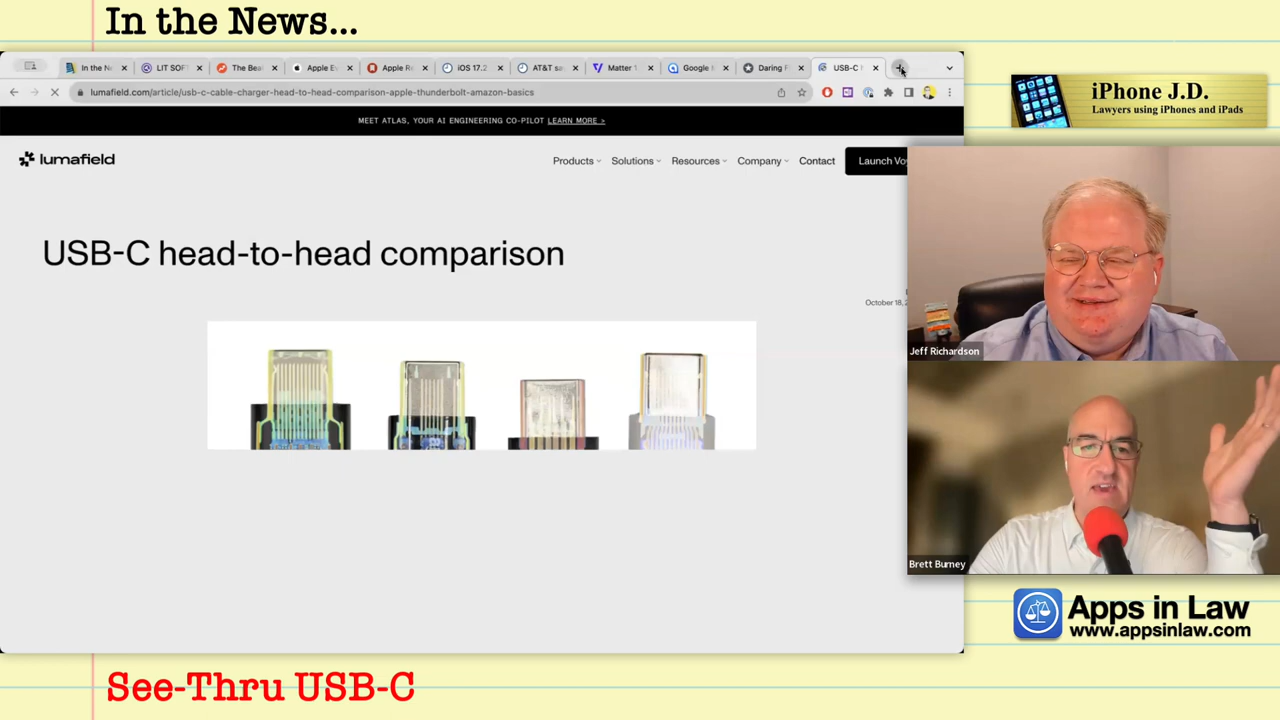 In the News...
In the N
LIT SOF
The Bea
Apple E
Apple R
iOS 17.2
AT&T sa
Matter 1
Google M
Daring F
USB-C
lumafield.com/article/usb-c-cable-charger-head-to-head-comparison-apple-thunderbolt-amazon-basics
MEET ATLAS, YOUR AI ENGINEERING CO-PILOT LEARN MORE >
lumafield
Products
Solutions
Resources
Company
Contact
Launch Vo
USB-C head-to-head comparison
October 18, 2
iPhone J.D.
Lawyers using iPhones and iPads
Jeff Richardson
Brett Burney
Apps in Law
www.appsinlaw.com
See-Thru USB-C